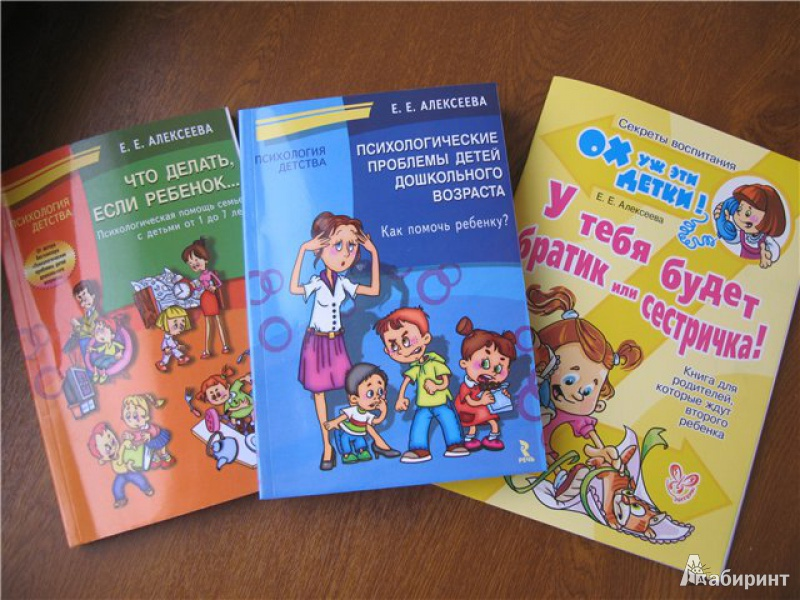 Е. Е. АЛЕКСЕЕВА
ЧТО ДЕЛАТЬ,
ЕСЛИ РЕБЕНОК...
Психологическая помощь семье
с детьми от 1 до 7 ле
ПСИХОЛОГИЯ
ДЕТСТВА
Е. Е. АЛЕКСЕЕВА
ПСИХОЛОГИЯ
ДЕТСТВА
ПСИХОЛОГИЧЕСКИЕ
ПРОБЛЕМЫ ДЕТЕЙ
ДОШКОЛЬНОГО
ВОЗРАСТА
Как помочь ребенку?
РЕЧЬ
Секреты воспитания
ОХ УЖ ЭТИ
ДЕТКИ!
Е. Е. Алексеева
У тебя будет
братик или сестричка!
Книга для
родителей,
которые ждут
второго
ребенка
Лабиринт